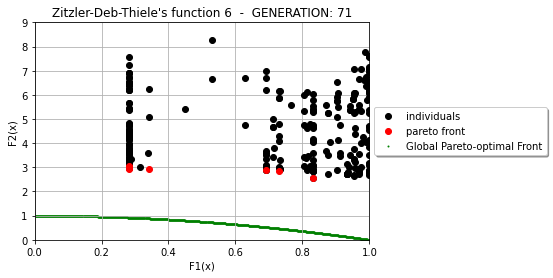 Zitzler-Deb-Thiele's function 6 - GENERATION: 71
F2(x)
9
8
7
6
5
4
3
2
1
0
0.0 0.2 0.4 0.6 0.8 1.0
F1(x)
individuals
pareto front
Global Pareto-optimal Front